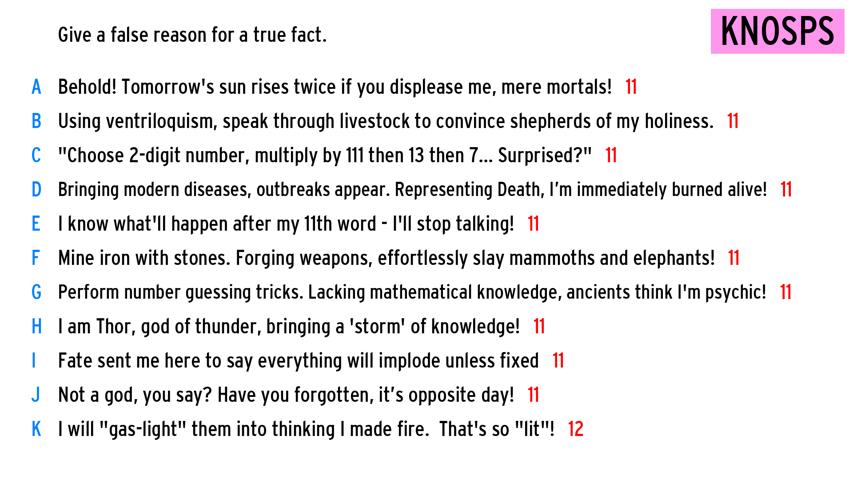 Give a false reason for a true fact.
KNOSPS
A Behold! Tomorrow's sun rises twice if you displease me, mere mortals! 11
B Using ventriloquism, speak through livestock to convince shepherds of my holiness. 11
C "Choose 2-digit number, multiply by 111 then 13 then 7... Surprised?" 11
D Bringing modern diseases, outbreaks appear. Representing Death, I’m immediately burned alive! 11
E I know what'll happen after my 11th word - I'll stop talking! 11
F Mine iron with stones. Forging weapons, effortlessly slay mammoths and elephants! 11
G Perform number guessing tricks. Lacking mathematical knowledge, ancients think I'm psychic! 11
H I am Thor, god of thunder, bringing a 'storm' of knowledge! 11
I Fate sent me here to say everything will implode unless fixed 11
J Not a god, you say? Have you forgotten, it’s opposite day! 11
K I will "gas-light" them into thinking I made fire. That's so "lit"! 12